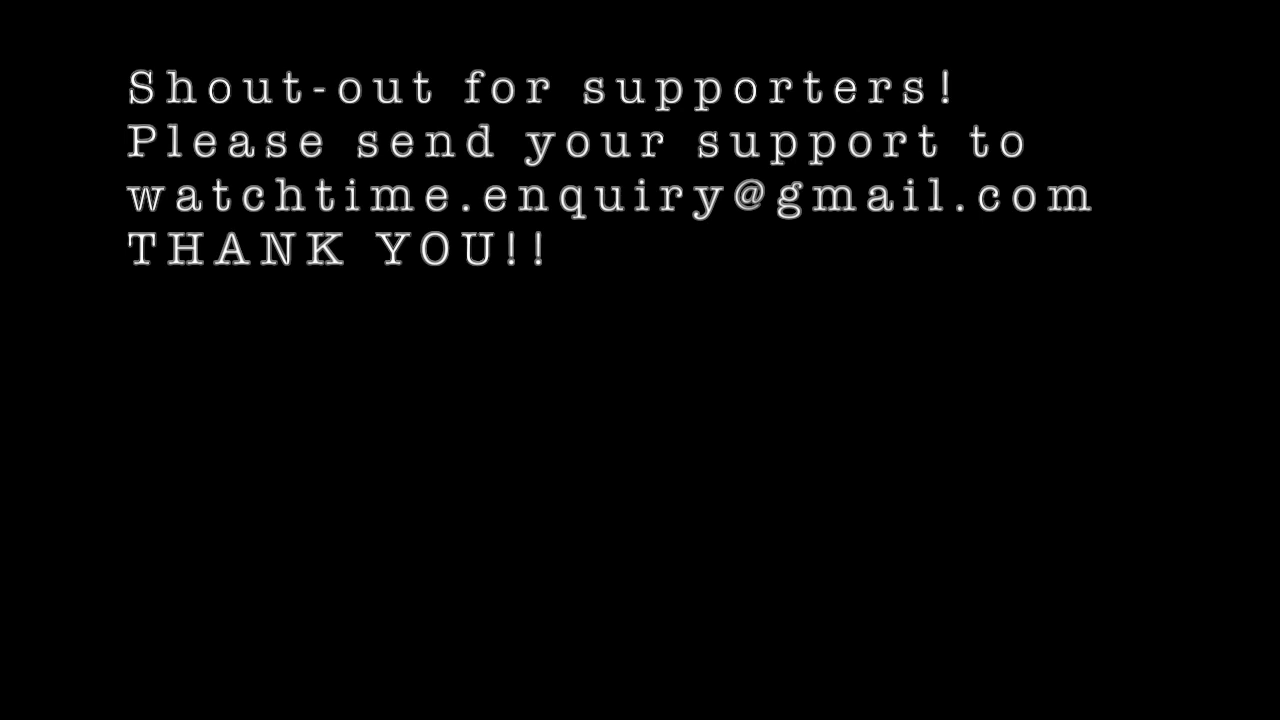 Shout-out for supporters!
Please send your support to
watchtime.enquiry@gmail.com
THANK YOU!!